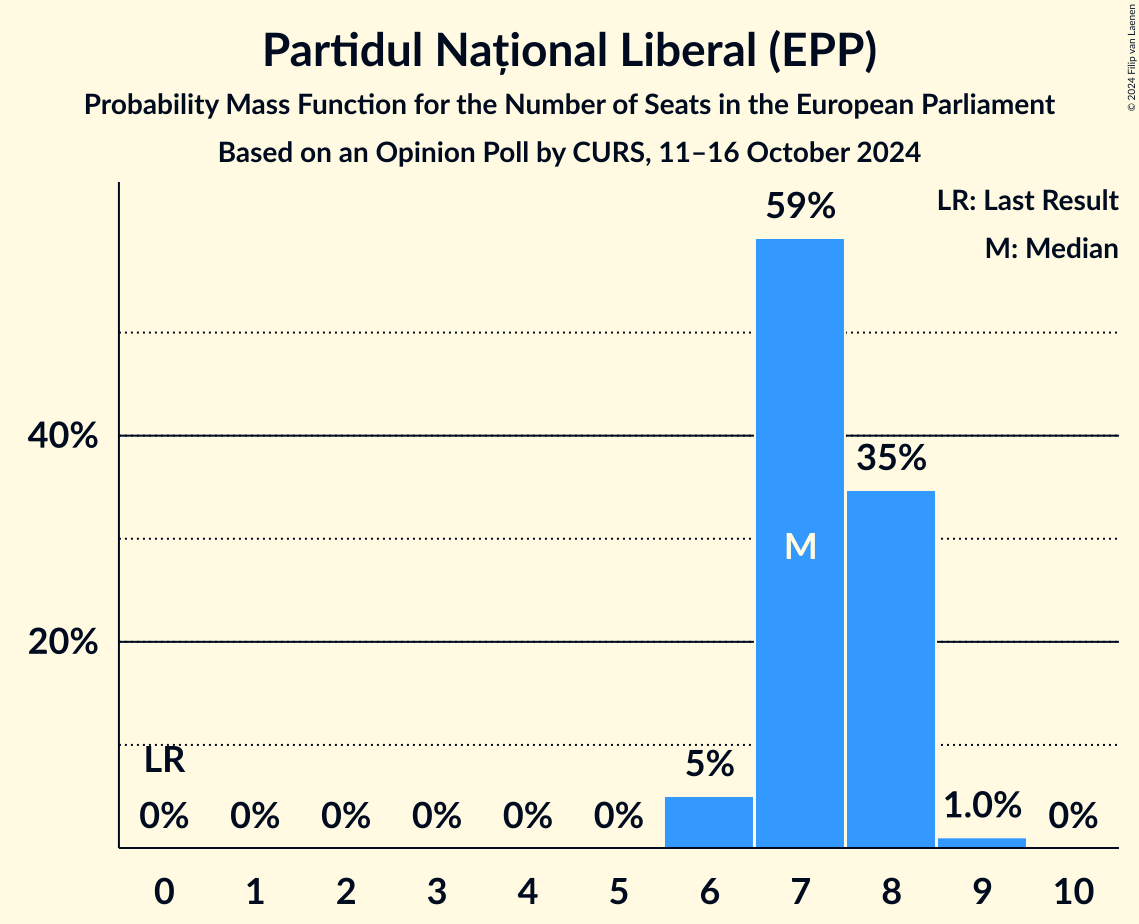 Partidul Național Liberal (EPP)
Probability Mass Function for the Number of Seats in the European Parliament
Based on an Opinion Poll by CURS, 11–16 October 2024
© 2024 Filip van Laenen
LR: Last Result
M: Median
59%
40%
35%
M
20%
LR
5%
0% 0% 0% 0% 0% 0% 1.0% 0%
0 1 2 3 4 5 6 7 8 9 10